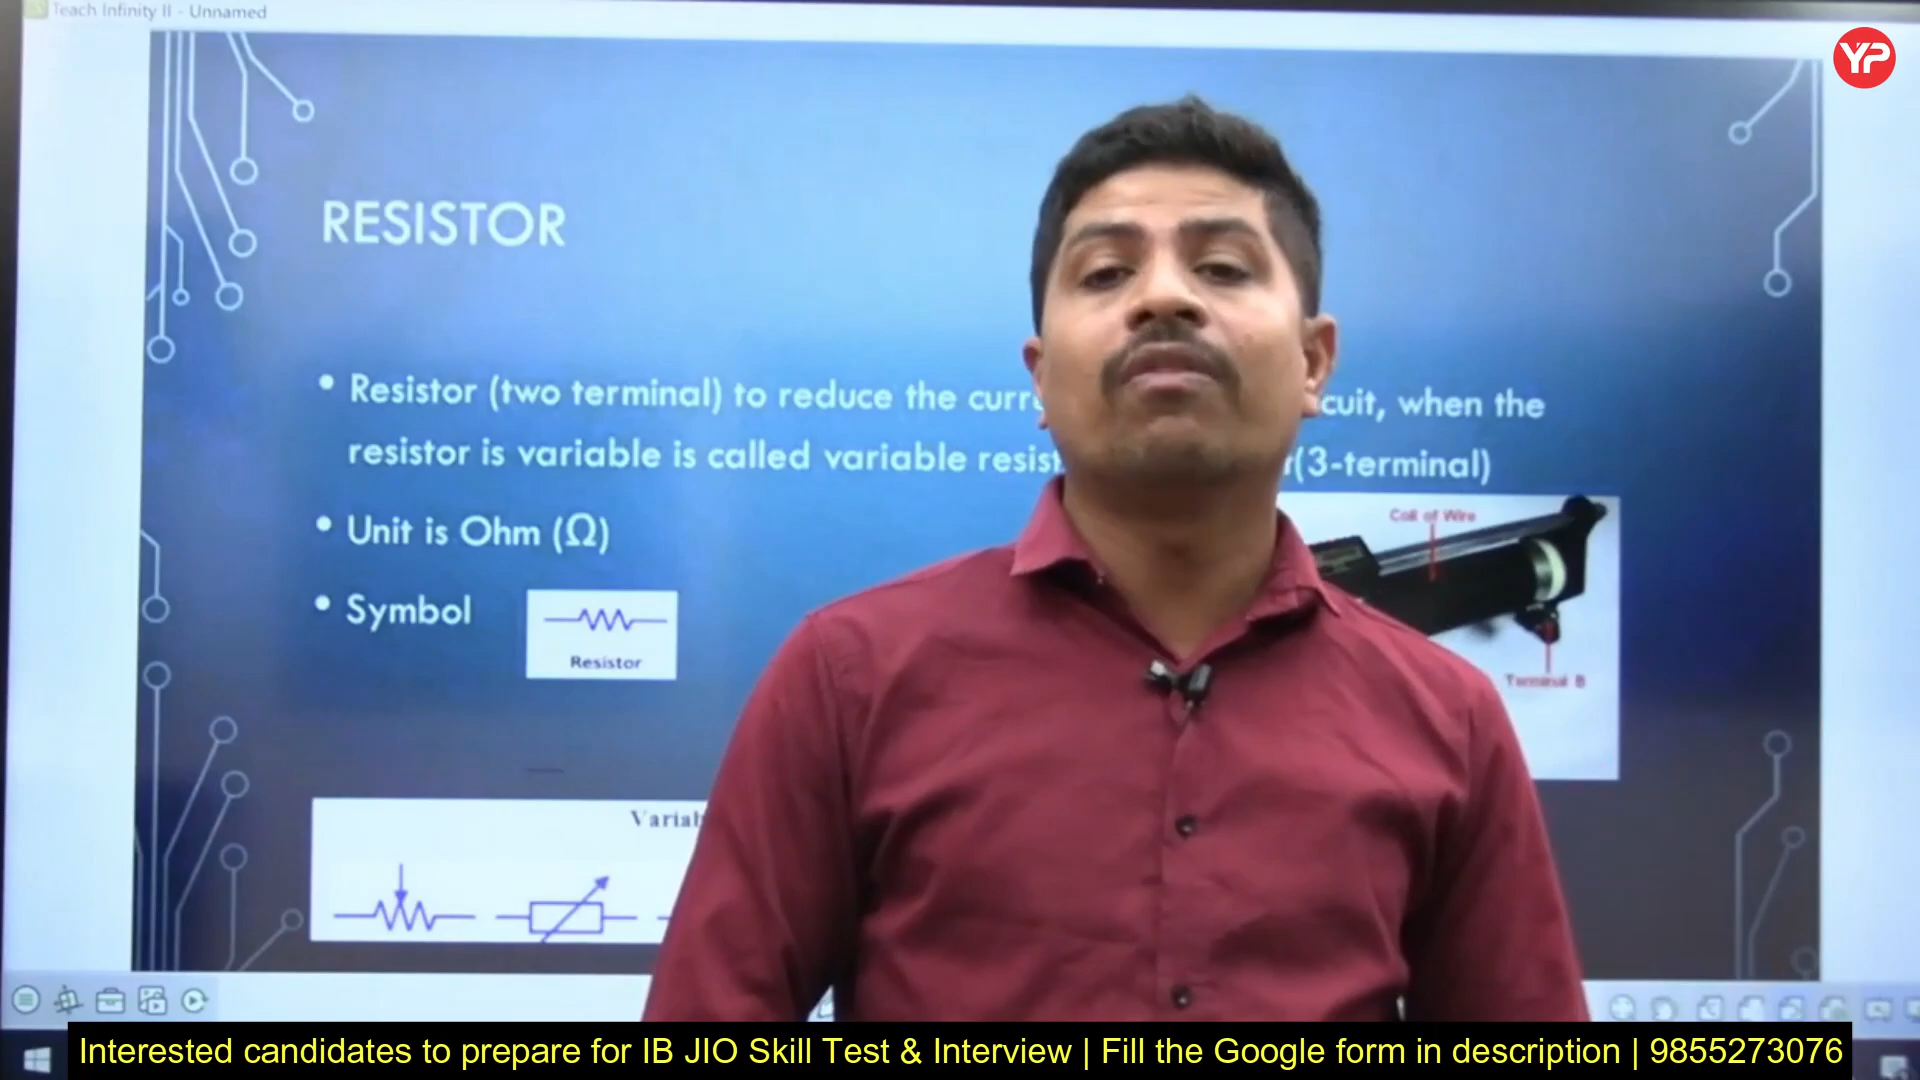 Teach Infinity II - Unnamed
YP
RESISTOR
• Resistor (two terminal) to reduce the cuit, when the
resistor is variable is called variable (3-terminal)
Coil of Wire
• Unit is Ohm (Ω)
• Symbol
Resistor
Terminal B
Interested candidates to prepare for IB JIO Skill Test & Interview | Fill the Google form in description | 9855273076